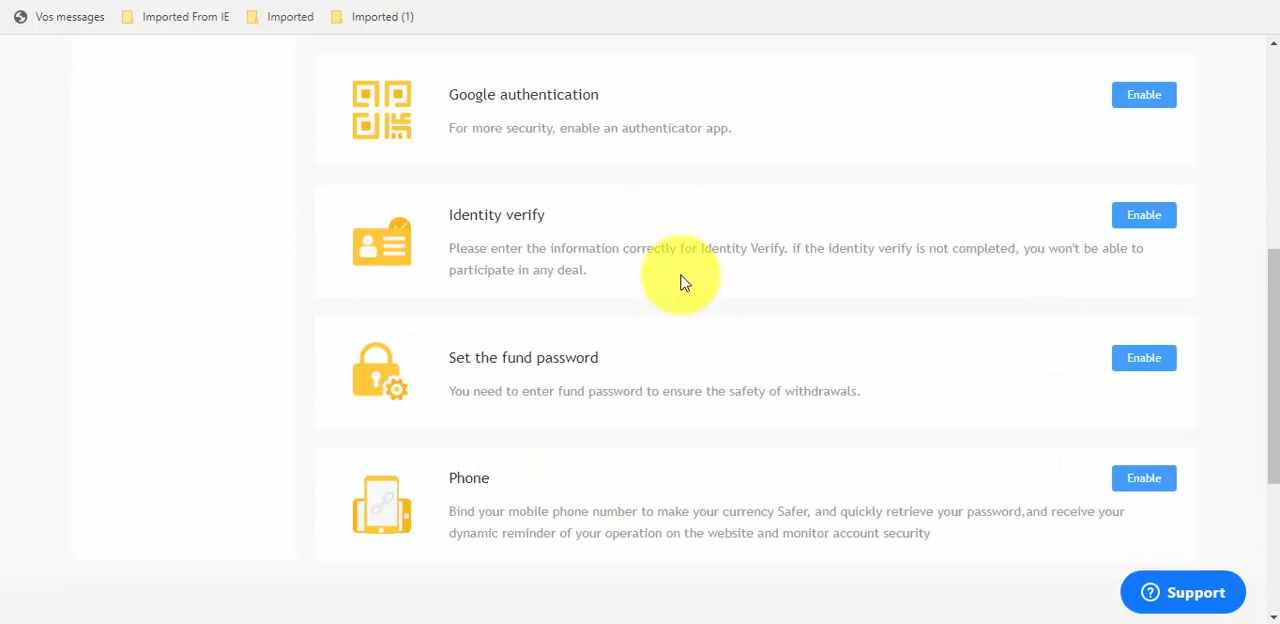 Vos messages Imported From IE Imported Imported (1)
Google authentication
Enable
For more security, enable an authenticator app.
Identity verify
Enable
Please enter the information correctly for Identity Verify. if the identity verify is not completed, you won't be able to
participate in any deal.
Set the fund password
Enable
You need to enter fund password to ensure the safety of withdrawals.
Phone
Enable
Bind your mobile phone number to make your currency Safer, and quickly retrieve your password,and receive your
dynamic reminder of your operation on the website and monitor account security
Support